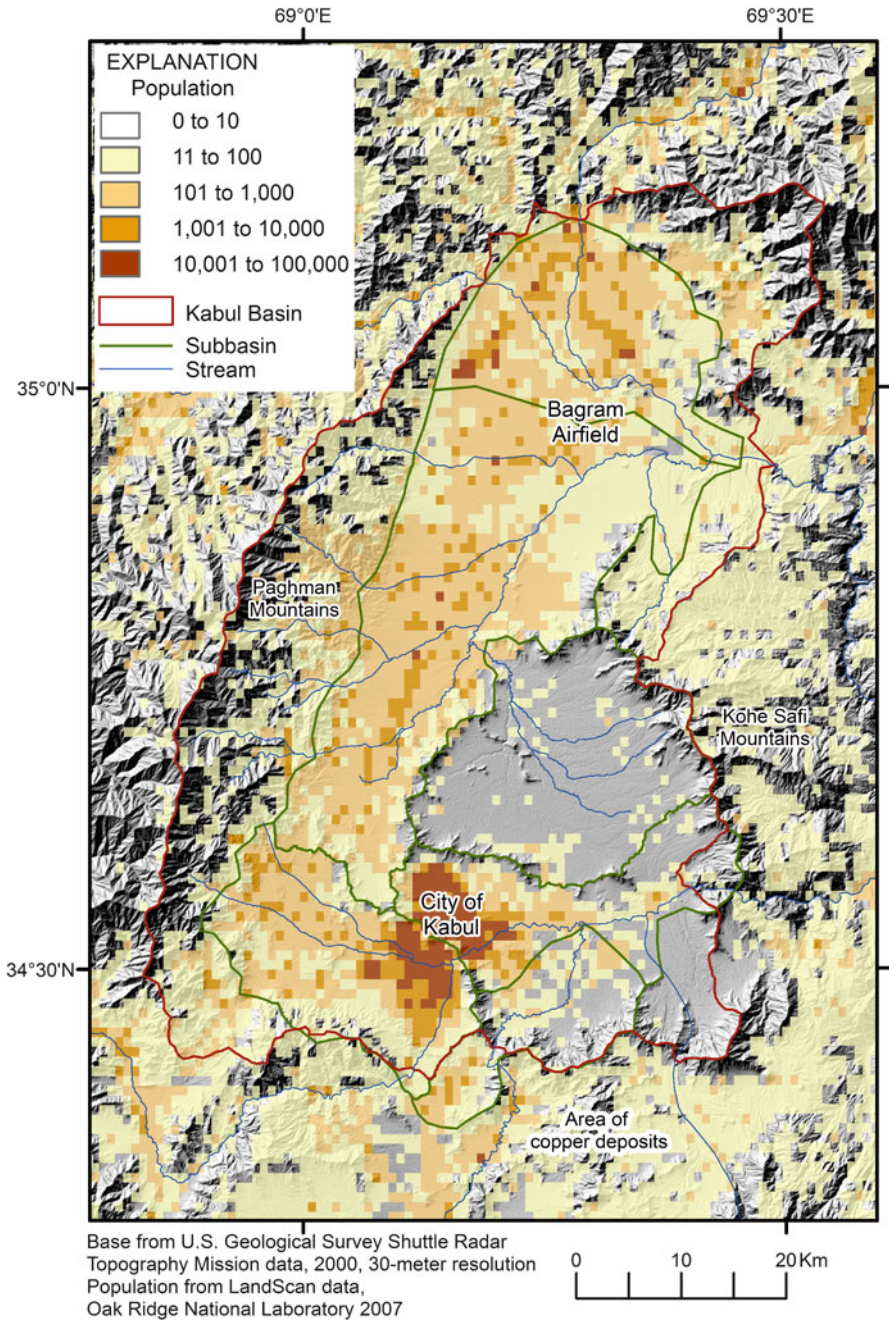 69°0'E
69°30'E
EXPLANATION
Population
0 to 10
11 to 100
101 to 1,000
1,001 to 10,000
10,001 to 100,000
Kabul Basin
Subbasin
Stream
35°0'N
Bagram
Airfield
Paghman
Mountains
Kohe Safi
Mountains
City of
Kabul
34°30'N
Area of
copper deposits
Base from U.S. Geological Survey Shuttle Radar
Topography Mission data, 2000, 30-meter resolution
Population from LandScan data,
Oak Ridge National Laboratory 2007
0 10 20 Km